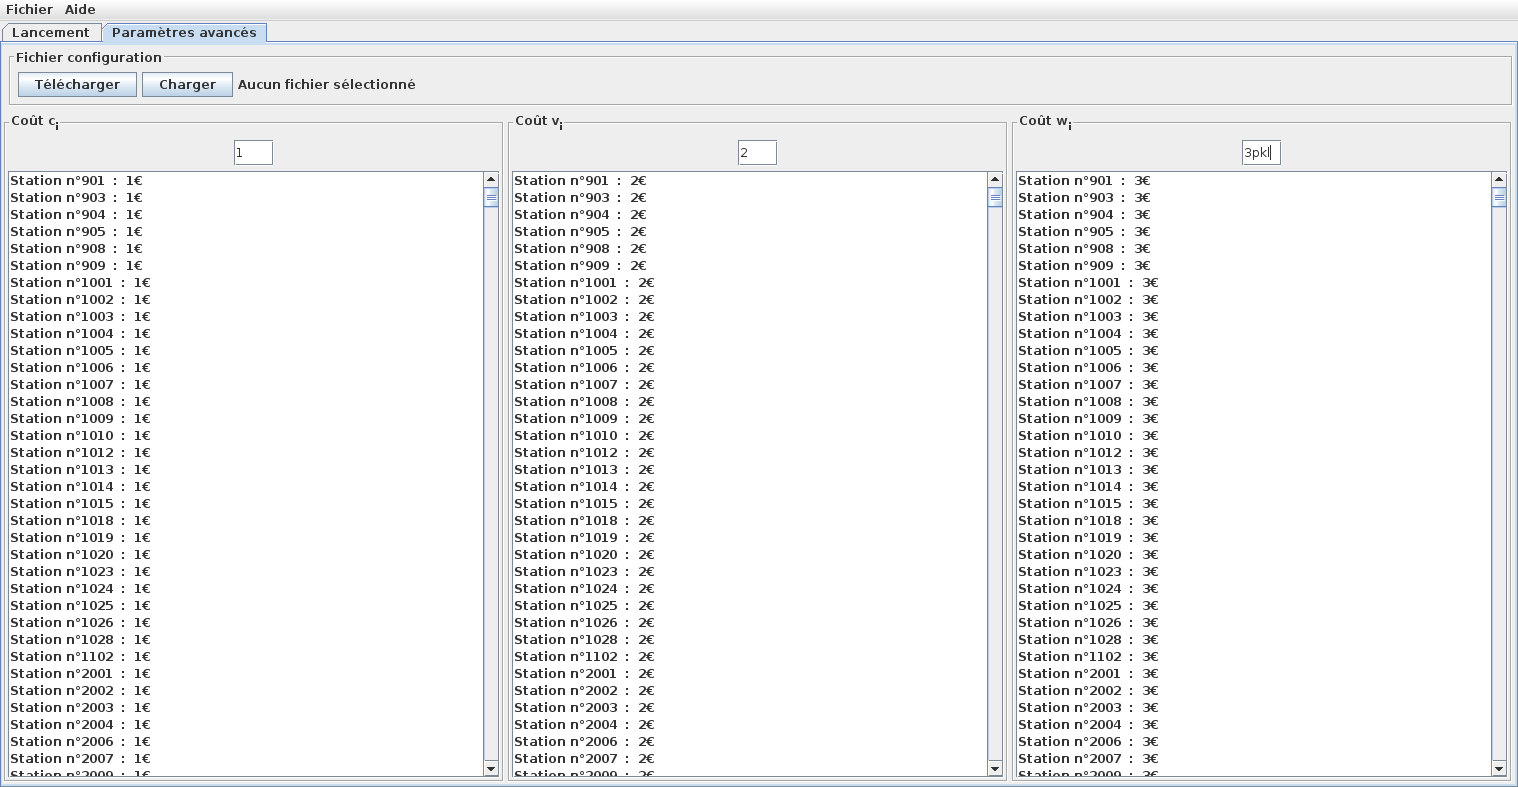 Fichier Aide
Lancement Paramètres avancés
Fichier configuration
Télécharger Charger Aucun fichier sélectionné
Coût ci Coût vi Coût wi
1 2 3pkl
Station n°901 : 1€ Station n°901 : 2€ Station n°901 : 3€
Station n°903 : 1€ Station n°903 : 2€ Station n°903 : 3€
Station n°904 : 1€ Station n°904 : 2€ Station n°904 : 3€
Station n°905 : 1€ Station n°905 : 2€ Station n°905 : 3€
Station n°908 : 1€ Station n°908 : 2€ Station n°908 : 3€
Station n°909 : 1€ Station n°909 : 2€ Station n°909 : 3€
Station n°1001 : 1€ Station n°1001 : 2€ Station n°1001 : 3€
Station n°1002 : 1€ Station n°1002 : 2€ Station n°1002 : 3€
Station n°1003 : 1€ Station n°1003 : 2€ Station n°1003 : 3€
Station n°1004 : 1€ Station n°1004 : 2€ Station n°1004 : 3€
Station n°1005 : 1€ Station n°1005 : 2€ Station n°1005 : 3€
Station n°1006 : 1€ Station n°1006 : 2€ Station n°1006 : 3€
Station n°1007 : 1€ Station n°1007 : 2€ Station n°1007 : 3€
Station n°1008 : 1€ Station n°1008 : 2€ Station n°1008 : 3€
Station n°1009 : 1€ Station n°1009 : 2€ Station n°1009 : 3€
Station n°1010 : 1€ Station n°1010 : 2€ Station n°1010 : 3€
Station n°1012 : 1€ Station n°1012 : 2€ Station n°1012 : 3€
Station n°1013 : 1€ Station n°1013 : 2€ Station n°1013 : 3€
Station n°1014 : 1€ Station n°1014 : 2€ Station n°1014 : 3€
Station n°1015 : 1€ Station n°1015 : 2€ Station n°1015 : 3€
Station n°1018 : 1€ Station n°1018 : 2€ Station n°1018 : 3€
Station n°1019 : 1€ Station n°1019 : 2€ Station n°1019 : 3€
Station n°1020 : 1€ Station n°1020 : 2€ Station n°1020 : 3€
Station n°1023 : 1€ Station n°1023 : 2€ Station n°1023 : 3€
Station n°1024 : 1€ Station n°1024 : 2€ Station n°1024 : 3€
Station n°1025 : 1€ Station n°1025 : 2€ Station n°1025 : 3€
Station n°1026 : 1€ Station n°1026 : 2€ Station n°1026 : 3€
Station n°1028 : 1€ Station n°1028 : 2€ Station n°1028 : 3€
Station n°1102 : 1€ Station n°1102 : 2€ Station n°1102 : 3€
Station n°2001 : 1€ Station n°2001 : 2€ Station n°2001 : 3€
Station n°2002 : 1€ Station n°2002 : 2€ Station n°2002 : 3€
Station n°2003 : 1€ Station n°2003 : 2€ Station n°2003 : 3€
Station n°2004 : 1€ Station n°2004 : 2€ Station n°2004 : 3€
Station n°2006 : 1€ Station n°2006 : 2€ Station n°2006 : 3€
Station n°2007 : 1€ Station n°2007 : 2€ Station n°2007 : 3€